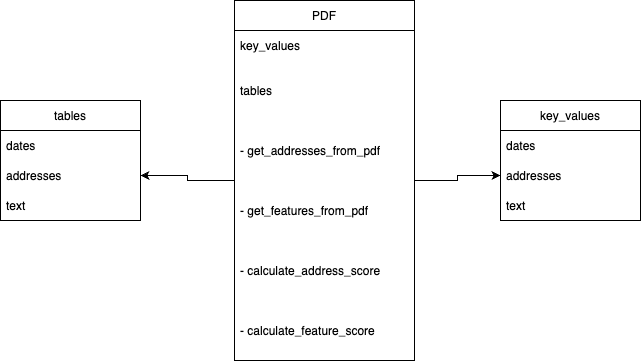 PDF
key_values
tables
- get_addresses_from_pdf
- get_features_from_pdf
- calculate_address_score
- calculate_feature_score
tables
dates
addresses
text
key_values
dates
addresses
text